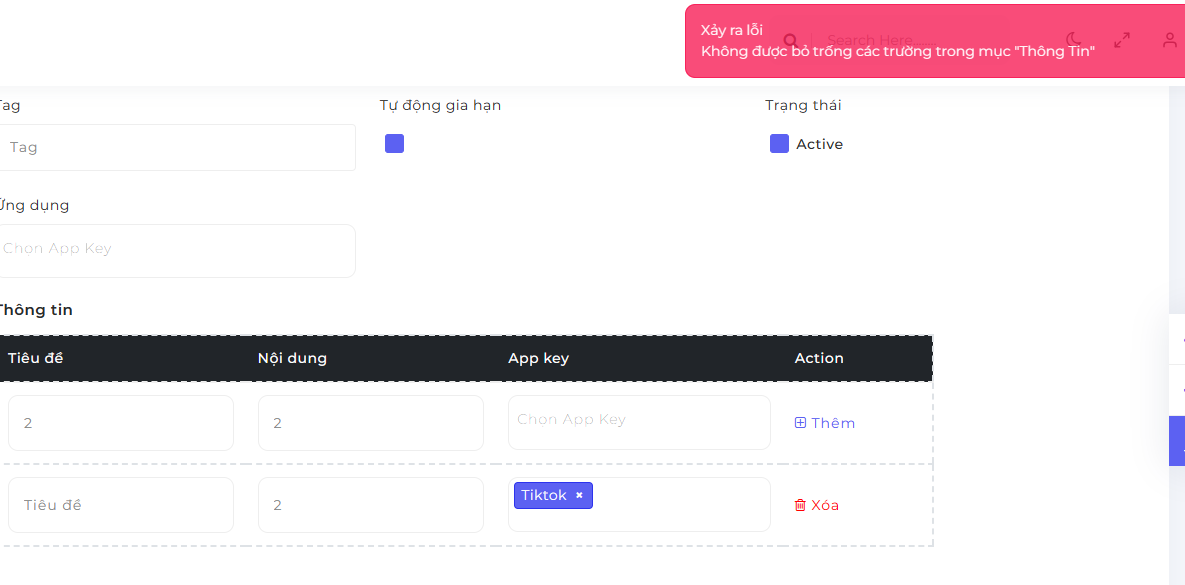 Xảy ra lỗi
Search Here......
Không được bỏ trống các trường trong mục "Thông Tin"
Tag
Tự động gia hạn
Trạng thái
Tag
Active
Ứng dụng
Chọn App Key
Thông tin
Tiêu đề
Nội dung
App key
Action
2
2
Chọn App Key
Thêm
Tiêu đề
2
Tiktok ×
Xóa